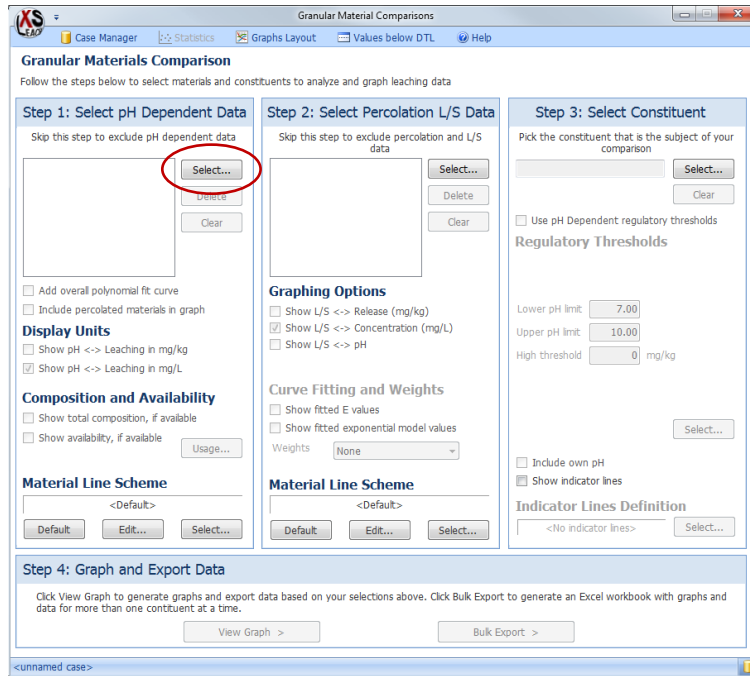 Granular Material Comparisons
XS
LEACH
Case Manager Statistics Graphs Layout Values below DTL Help
Granular Materials Comparison
Follow the steps below to select materials and constituents to analyze and graph leaching data
Step 1: Select pH Dependent Data
Skip this step to exclude pH dependent data
Select...
Delete
Clear
Add overall polynomial fit curve
Include percolated materials in graph
Display Units
Show pH <-> Leaching in mg/kg
Show pH <-> Leaching in mg/L
Composition and Availability
Show total composition, if available
Show availability, if available
Usage...
Material Line Scheme
<Default>
Default Edit... Select...
Step 2: Select Percolation L/S Data
Skip this step to exclude percolation and L/S
data
Select...
Delete
Clear
Graphing Options
Show L/S <-> Release (mg/kg)
Show L/S <-> Concentration (mg/L)
Show L/S <-> pH
Curve Fitting and Weights
Show fitted E values
Show fitted exponential model values
Weights None
Material Line Scheme
<Default>
Default Edit... Select...
Step 3: Select Constituent
Pick the constituent that is the subject of your
comparison
Select...
Clear
Use pH Dependent regulatory thresholds
Regulatory Thresholds
Lower pH limit 7.00
Upper pH limit 10.00
High threshold 0 mg/kg
Select...
Include own pH
Show indicator lines
Indicator Lines Definition
<No indicator lines> Select...
Step 4: Graph and Export Data
Click View Graph to generate graphs and export data based on your selections above. Click Bulk Export to generate an Excel workbook with graphs and
data for more than one contituent at a time.
View Graph > Bulk Export >
<unnamed case>